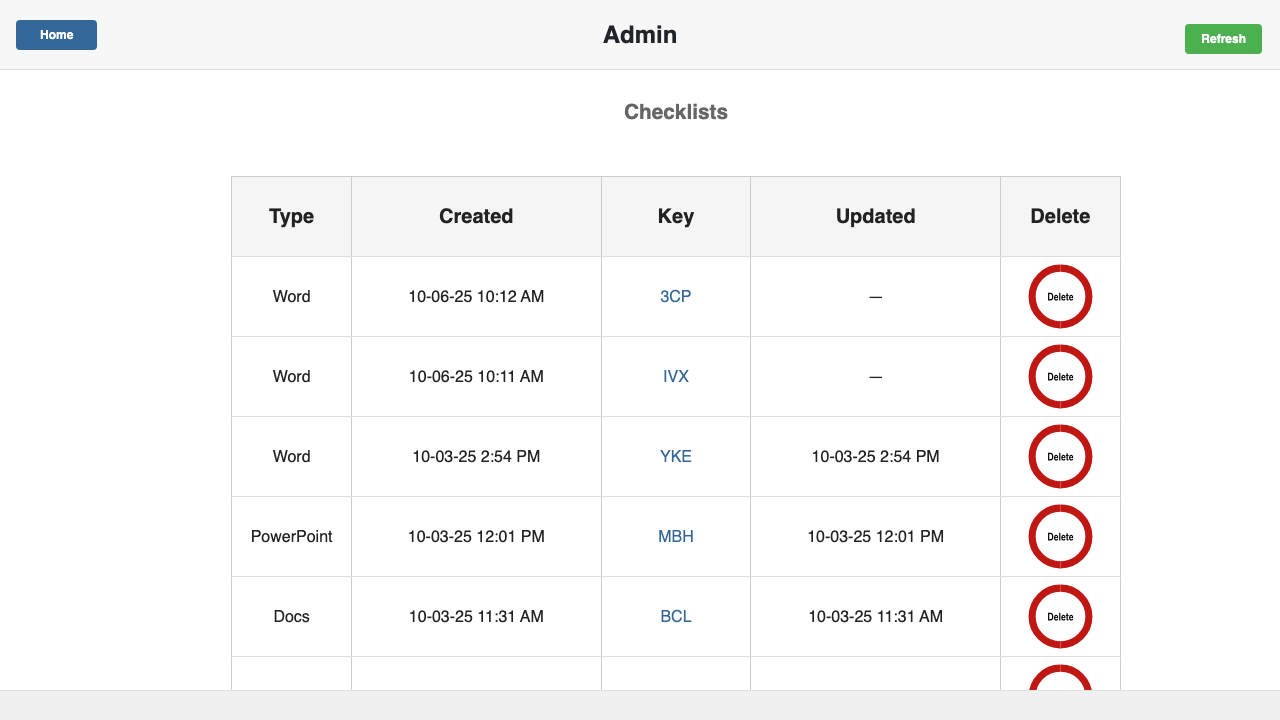 Home Admin Refresh
Checklists
Type Created Key Updated Delete
Word 10-06-25 10:12 AM 3CP — Delete
Word 10-06-25 10:11 AM IVX — Delete
Word 10-03-25 2:54 PM YKE 10-03-25 2:54 PM Delete
PowerPoint 10-03-25 12:01 PM MBH 10-03-25 12:01 PM Delete
Docs 10-03-25 11:31 AM BCL 10-03-25 11:31 AM Delete